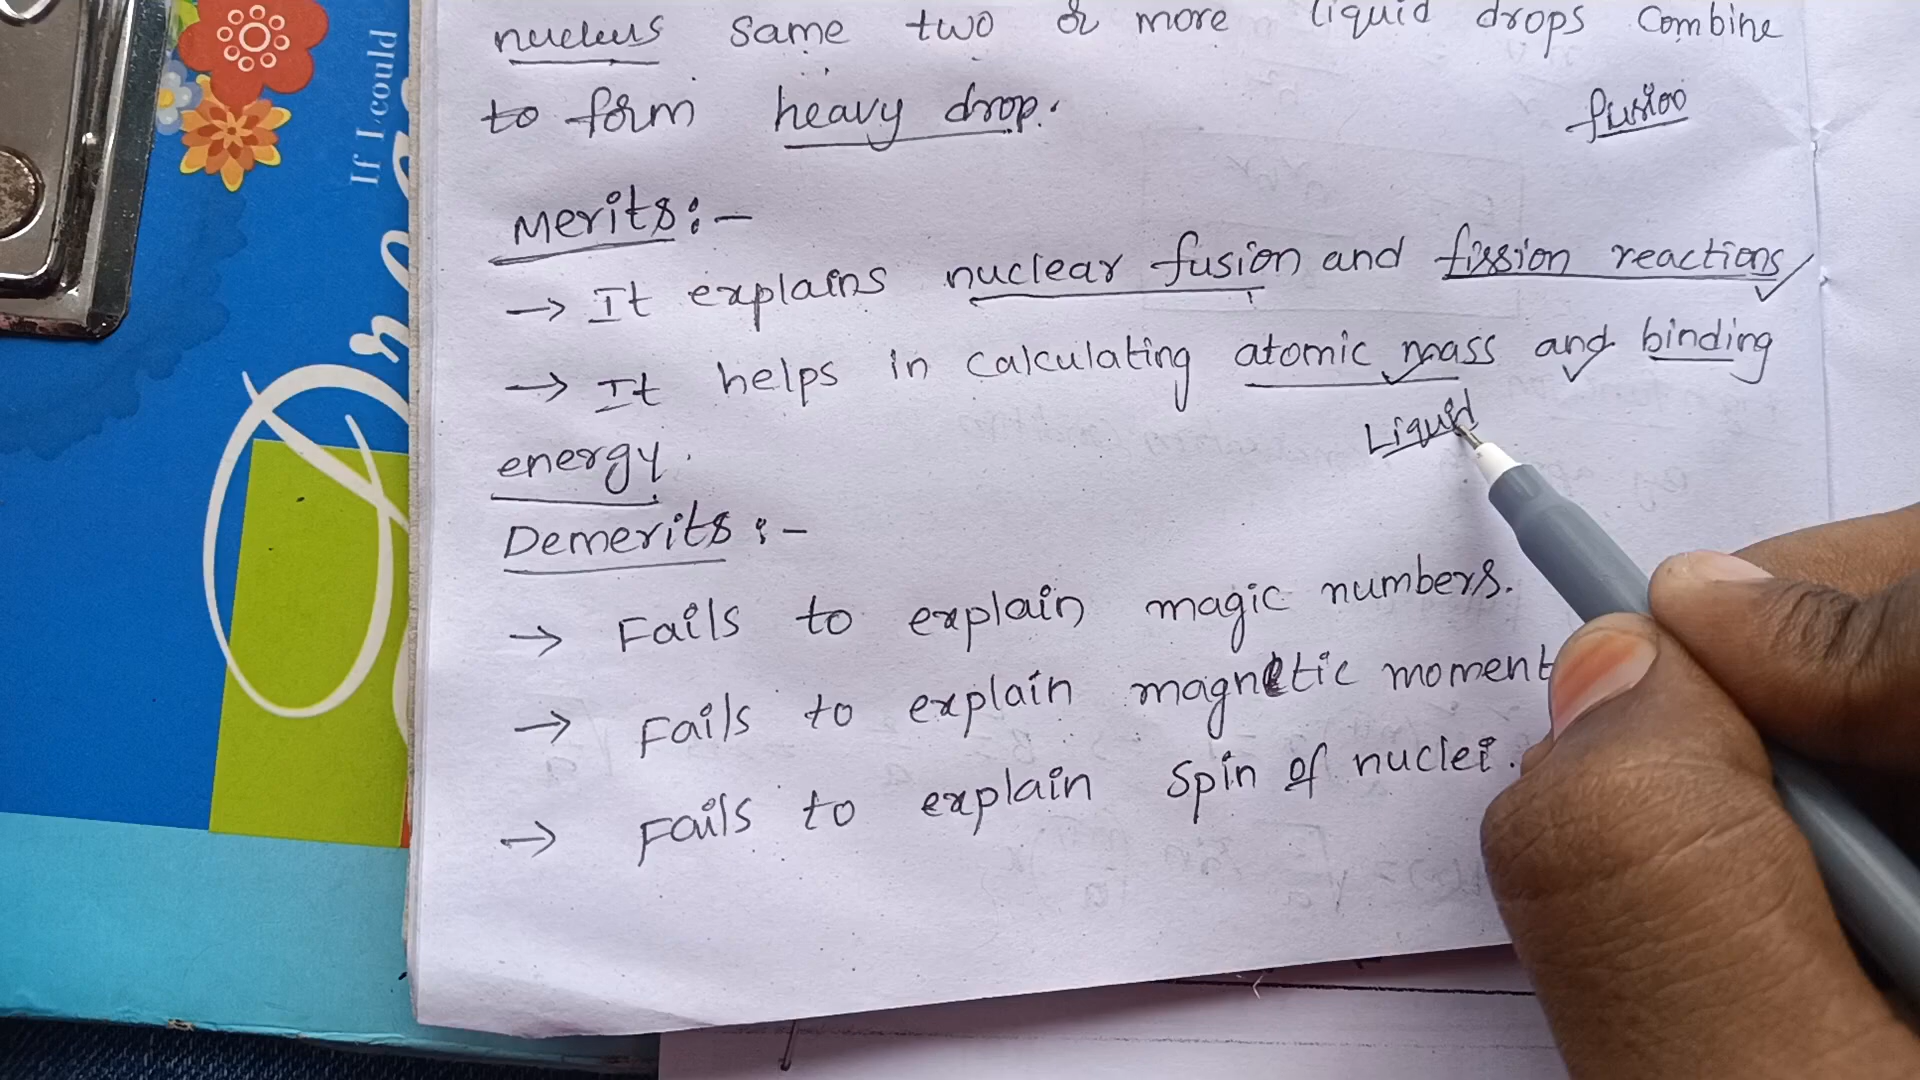 nucleus same two or more liquid drops combine
to form heavy drop.
fusion
Merits:-
→ It explains nuclear fusion and fission reactions
→ It helps in calculating atomic mass and binding
energy.
Liquid
Demerits:-
→ Fails to explain magic numbers.
→ Fails to explain magnetic moment
→ Fails to explain spin of nuclei.
If I could